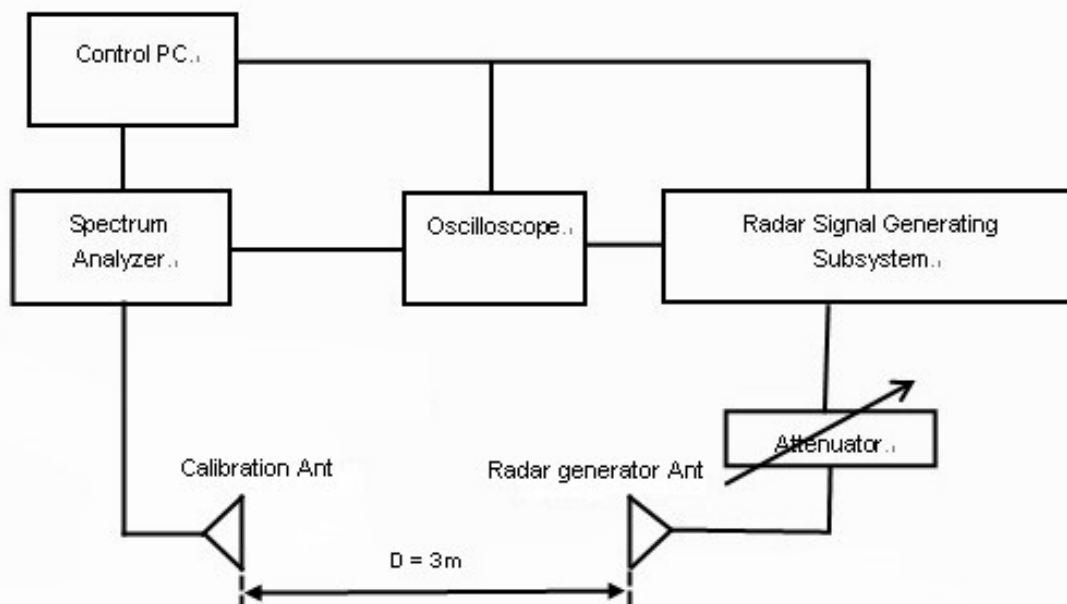 Control PC
Spectrum
Analyzer
Oscilloscope
Radar Signal Generating
Subsystem
Attenuator
Calibration Ant
Radar generator Ant
D = 3m